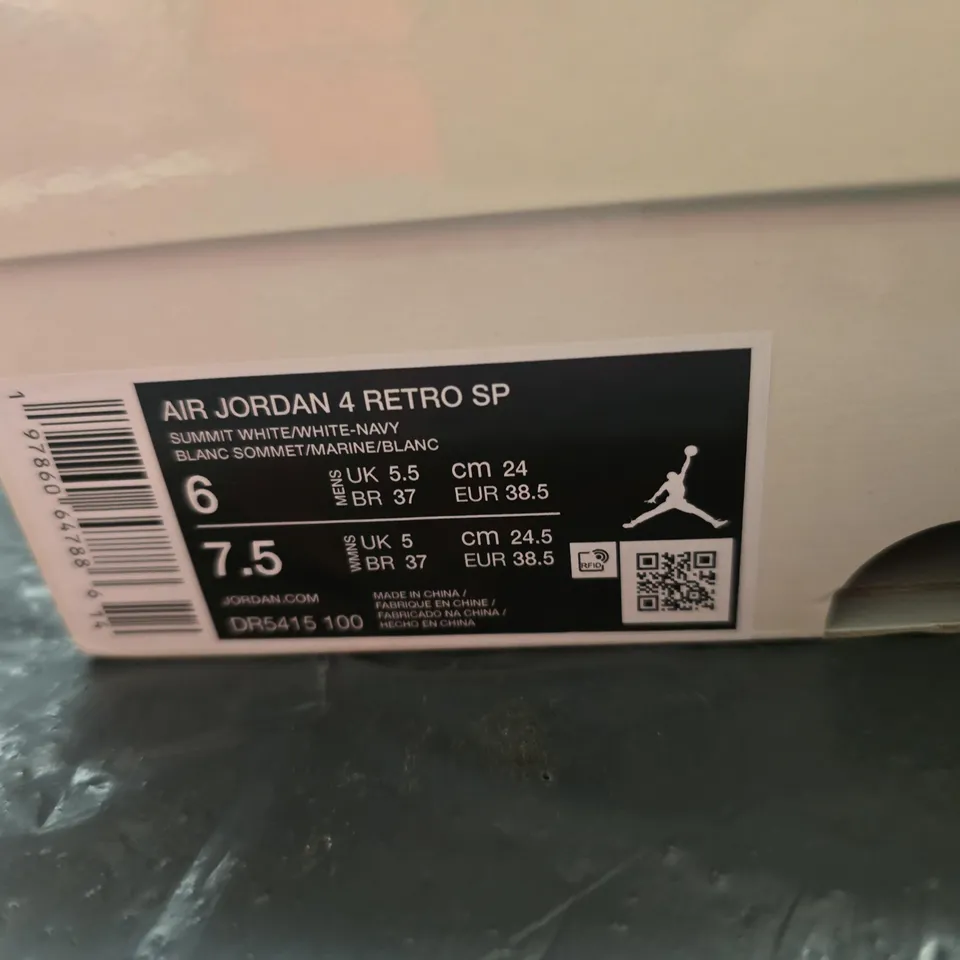 AIR JORDAN 4 RETRO SP
SUMMIT WHITE/WHITE-NAVY
BLANC SOMMET/MARINE/BLANC
6 MENS UK 5.5 cm 24
BR 37 EUR 38.5
7.5 WMNS UK 5 cm 24.5
BR 37 EUR 38.5
RFID
JORDAN.COM
DR5415 100
MADE IN CHINA /
FABRIQUE EN CHINE /
FABRICADO NA CHINA /
HECHO EN CHINA
1 97860 64788 6 14